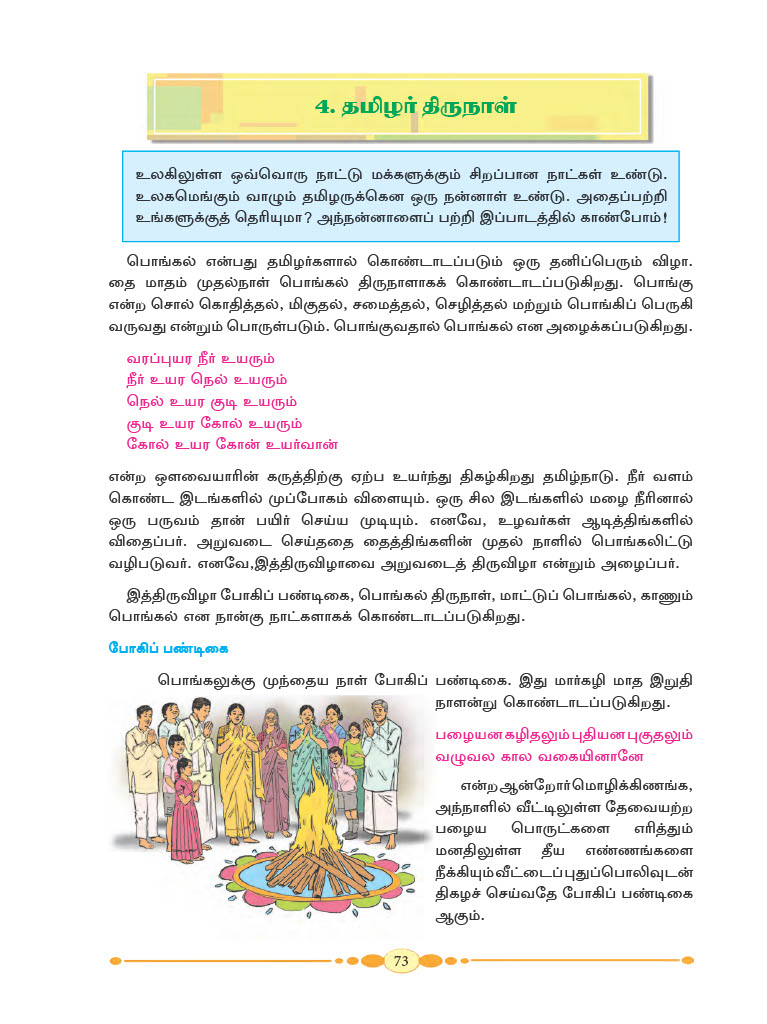 4. தமிழர் திருநாள்
உலகிலுள்ள ஒவ்வொரு நாட்டு மக்களுக்கும் சிறப்பான நாட்கள் உண்டு.
உலகமெங்கும் வாழும் தமிழருக்கென ஒரு நன்னாள் உண்டு. அதைப்பற்றி
உங்களுக்குத் தெரியுமா? அந்நன்னாளைப் பற்றி இப்பாடத்தில் காண்போம்!
பொங்கல் என்பது தமிழர்களால் கொண்டாடப்படும் ஒரு தனிப்பெரும் விழா.
தை மாதம் முதல்நாள் பொங்கல் திருநாளாகக் கொண்டாடப்படுகிறது. பொங்கு
என்ற சொல் கொதித்தல், மிகுதல், சமைத்தல், செழித்தல் மற்றும் பொங்கிப் பெருகி
வருவது என்றும் பொருள்படும். பொங்குவதால் பொங்கல் என அழைக்கப்படுகிறது.
வரப்புயர நீர் உயரும்
நீர் உயர நெல் உயரும்
நெல் உயர குடி உயரும்
குடி உயர கோல் உயரும்
கோல் உயர கோன் உயர்வான்
என்ற ஔவையாரின் கருத்திற்கு ஏற்ப உயர்ந்து திகழ்கிறது தமிழ்நாடு. நீர் வளம்
கொண்ட இடங்களில் முப்போகம் விளையும். ஒரு சில இடங்களில் மழை நீரினால்
ஒரு பருவம் தான் பயிர் செய்ய முடியும். எனவே, உழவர்கள் ஆடித்திங்களில்
விதைப்பர். அறுவடை செய்ததை தைத்திங்களின் முதல் நாளில் பொங்கலிட்டு
வழிபடுவர். எனவே,இத்திருவிழாவை அறுவடைத் திருவிழா என்றும் அழைப்பர்.
இத்திருவிழா போகிப் பண்டிகை, பொங்கல் திருநாள், மாட்டுப் பொங்கல், காணும்
பொங்கல் என நான்கு நாட்களாகக் கொண்டாடப்படுகிறது.
போகிப் பண்டிகை
பொங்கலுக்கு முந்தைய நாள் போகிப் பண்டிகை. இது மார்கழி மாத இறுதி
நாளன்று கொண்டாடப்படுகிறது.
பழையனகழிதலும் புதியனபுகுதலும்
வழுவல கால வகையினானே
என்றஆன்றோர்மொழிக்கிணங்க,
அந்நாளில் வீட்டிலுள்ள தேவையற்ற
பழைய பொருட்களை எரித்தும்
மனதிலுள்ள தீய எண்ணங்களை
நீக்கியும்வீட்டைப்புதுப்பொலிவுடன்
திகழச் செய்வதே போகிப் பண்டிகை
ஆகும்.
73